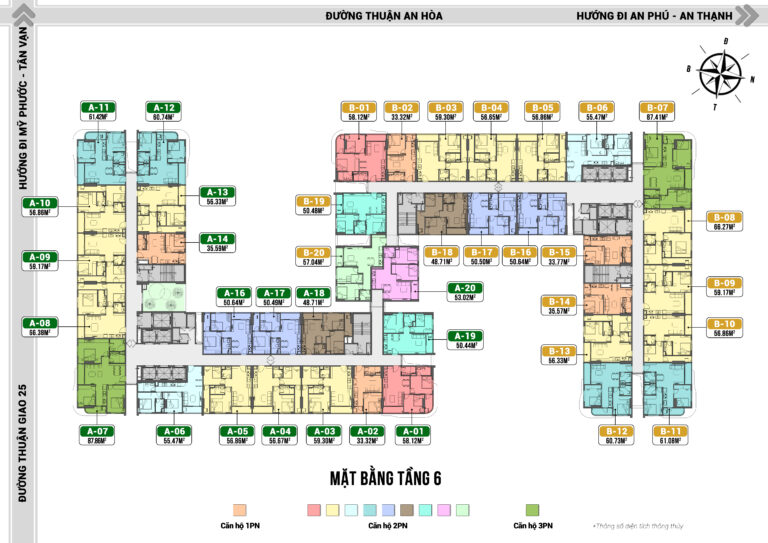 ĐƯỜNG THUẬN AN HÒA
HƯỚNG ĐI AN PHÚ - AN THẠNH
HƯỚNG ĐI MỸ PHƯỚC - TÂN VẠN
ĐƯỜNG THUẬN GIAO 25
Đ
B
N
T
A-11
61.42M²
A-12
60.74M²
B-01
58.12M²
B-02
33.32M²
B-03
59.30M²
B-04
56.65M²
B-05
56.86M²
B-06
55.47M²
B-07
87.41M²
A-10
56.86M²
A-13
56.33M²
B-19
50.48M²
B-08
66.27M²
A-14
35.59M²
A-09
59.17M²
B-20
57.04M²
B-18
48.71M²
B-17
50.50M²
B-16
50.64M²
B-15
33.77M²
B-09
59.17M²
A-16
50.64M²
A-17
50.49M²
A-18
48.71M²
A-20
53.02M²
B-14
35.57M²
A-08
56.38M²
A-19
50.44M²
B-10
56.86M²
B-13
56.33M²
A-07
87.86M²
A-06
55.47M²
A-05
56.86M²
A-04
56.67M²
A-03
59.30M²
A-02
33.32M²
A-01
58.12M²
B-12
60.73M²
B-11
61.08M²
MẶT BẰNG TẦNG 6
Căn hộ 1PN
Căn hộ 2PN
Căn hộ 3PN
*Thông số diện tích thông thủy